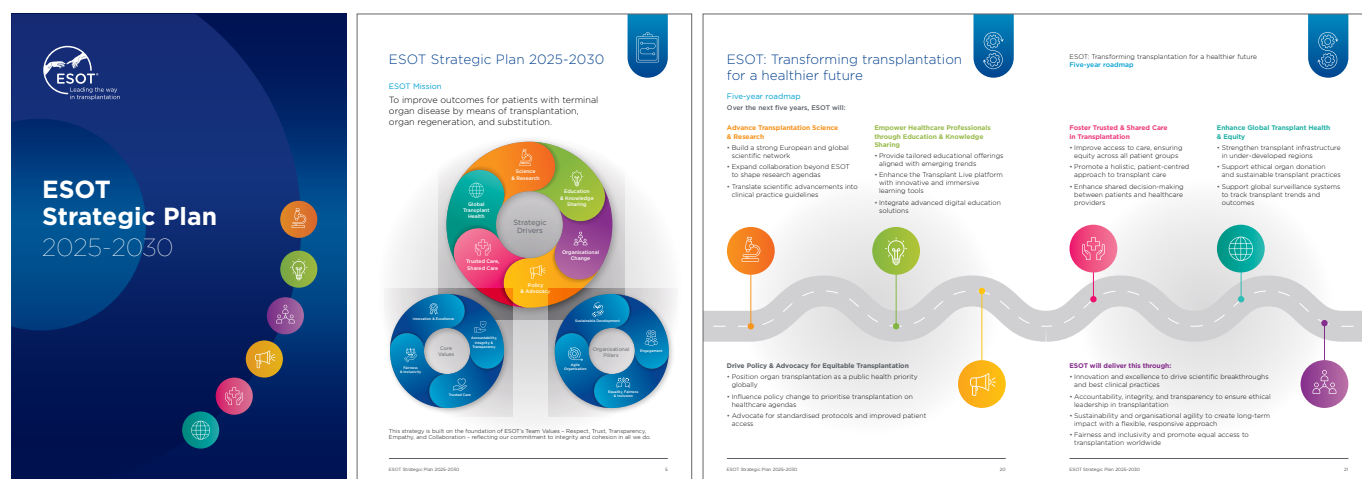 ESOT
Leading the way
in transplantation
ESOT
Strategic Plan
2025-2030
ESOT Strategic Plan 2025-2030
ESOT Mission
To improve outcomes for patients with terminal
organ disease by means of transplantation,
organ regeneration, and substitution.
Science
& Research
Education
& Knowledge
Sharing
Organisational
Change
Policy
& Advocacy
Trusted Care,
Shared Care
Global
Transplant
Health
Strategic
Drivers
Innovation & Excellence
Accountability,
Integrity &
Transparency
Trusted Care
Fairness
& Inclusivity
Core
Values
Sustainable Development
Engagement
Equality, Fairness
& Inclusion
Agile
Organisation
Organisational
Pillars
This strategy is built on the foundation of ESOT's Team Values – Respect, Trust, Transparency,
Empathy, and Collaboration – reflecting our commitment to integrity and cohesion in all we do.
ESOT Strategic Plan 2025-2030
5
ESOT: Transforming transplantation
for a healthier future
Five-year roadmap
Over the next five years, ESOT will:
Advance Transplantation Science
& Research
• Build a strong European and global
scientific network
• Expand collaboration beyond ESOT
to shape research agendas
• Translate scientific advancements into
clinical practice guidelines
Empower Healthcare Professionals
through Education & Knowledge
Sharing
• Provide tailored educational offerings
aligned with emerging trends
• Enhance the Transplant Live platform
with innovative and immersive
learning tools
• Integrate advanced digital education
solutions
Drive Policy & Advocacy for Equitable Transplantation
• Position organ transplantation as a public health priority
globally
• Influence policy change to prioritise transplantation on
healthcare agendas
• Advocate for standardised protocols and improved patient
access
ESOT Strategic Plan 2025-2030
20
ESOT: Transforming transplantation for a healthier future
Five-year roadmap
Foster Trusted & Shared Care
in Transplantation
• Improve access to care, ensuring
equity across all patient groups
• Promote a holistic, patient-centred
approach to transplant care
• Enhance shared decision-making
between patients and healthcare
providers
Enhance Global Transplant Health
& Equity
• Strengthen transplant infrastructure
in under-developed regions
• Support ethical organ donation
and sustainable transplant practices
• Support global surveillance systems
to track transplant trends and
outcomes
ESOT will deliver this through:
• Innovation and excellence to drive scientific breakthroughs
and best clinical practices
• Accountability, integrity, and transparency to ensure ethical
leadership in transplantation
• Sustainability and organisational agility to create long-term
impact with a flexible, responsive approach
• Fairness and inclusivity and promote equal access to
transplantation worldwide
ESOT Strategic Plan 2025-2030
21